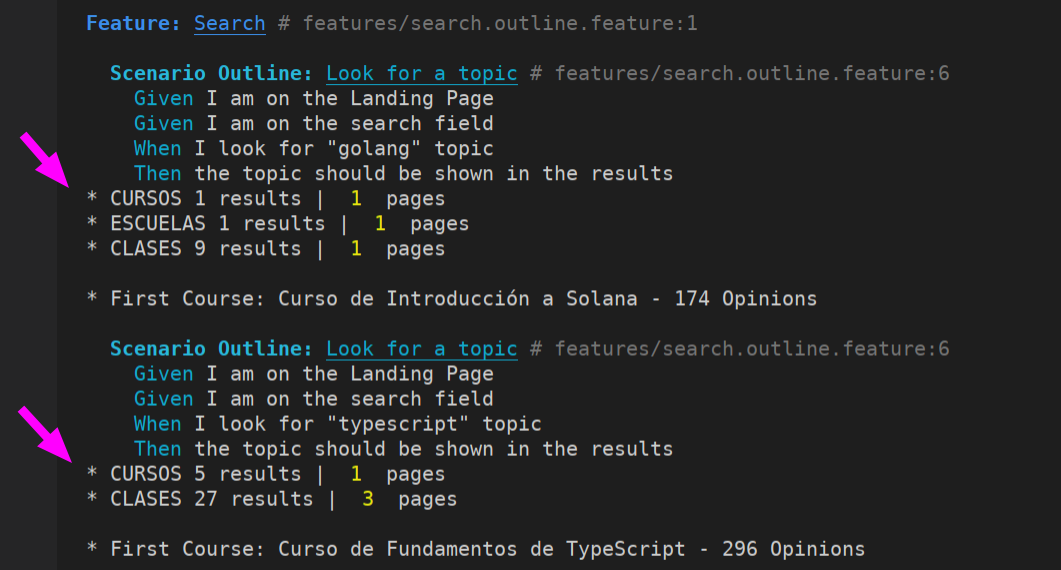 Feature: Search # features/search.outline.feature:1
Scenario Outline: Look for a topic # features/search.outline.feature:6
Given I am on the Landing Page
Given I am on the search field
When I look for "golang" topic
Then the topic should be shown in the results
* CURSOS 1 results | 1 pages
* ESCUELAS 1 results | 1 pages
* CLASES 9 results | 1 pages
* First Course: Curso de Introducción a Solana - 174 Opinions
Scenario Outline: Look for a topic # features/search.outline.feature:6
Given I am on the Landing Page
Given I am on the search field
When I look for "typescript" topic
Then the topic should be shown in the results
* CURSOS 5 results | 1 pages
* CLASES 27 results | 3 pages
* First Course: Curso de Fundamentos de TypeScript - 296 Opinions